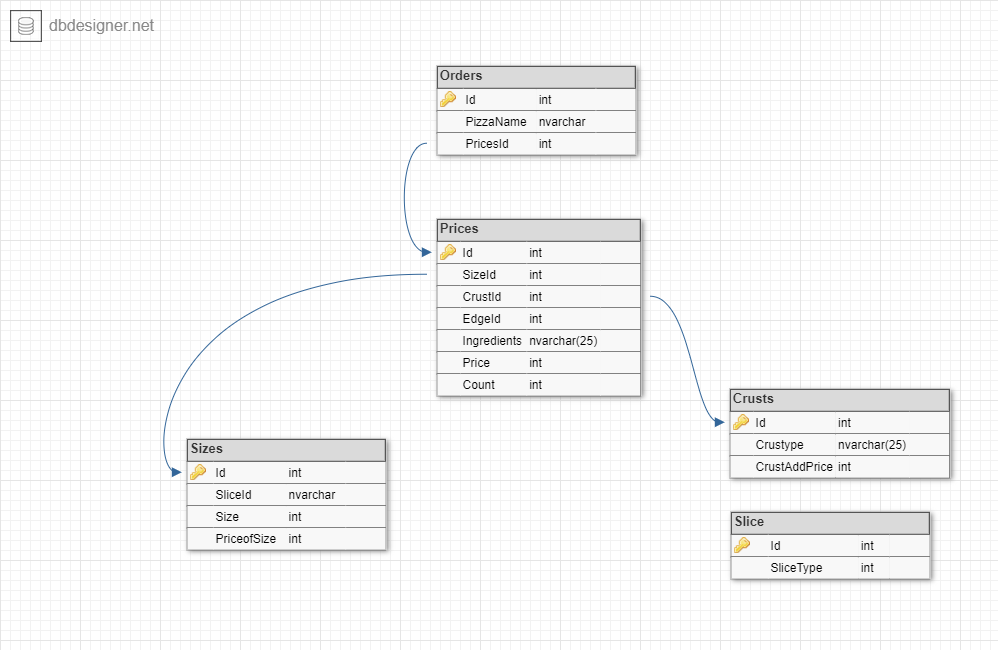 dbdesigner.net
Orders
Id int
PizzaName nvarchar
PricesId int
Prices
Id int
SizeId int
CrustId int
EdgeId int
Ingredients nvarchar(25)
Price int
Count int
Sizes
Id int
SliceId nvarchar
Size int
PriceofSize int
Crusts
Id int
Crustype nvarchar(25)
CrustAddPrice int
Slice
Id int
SliceType int